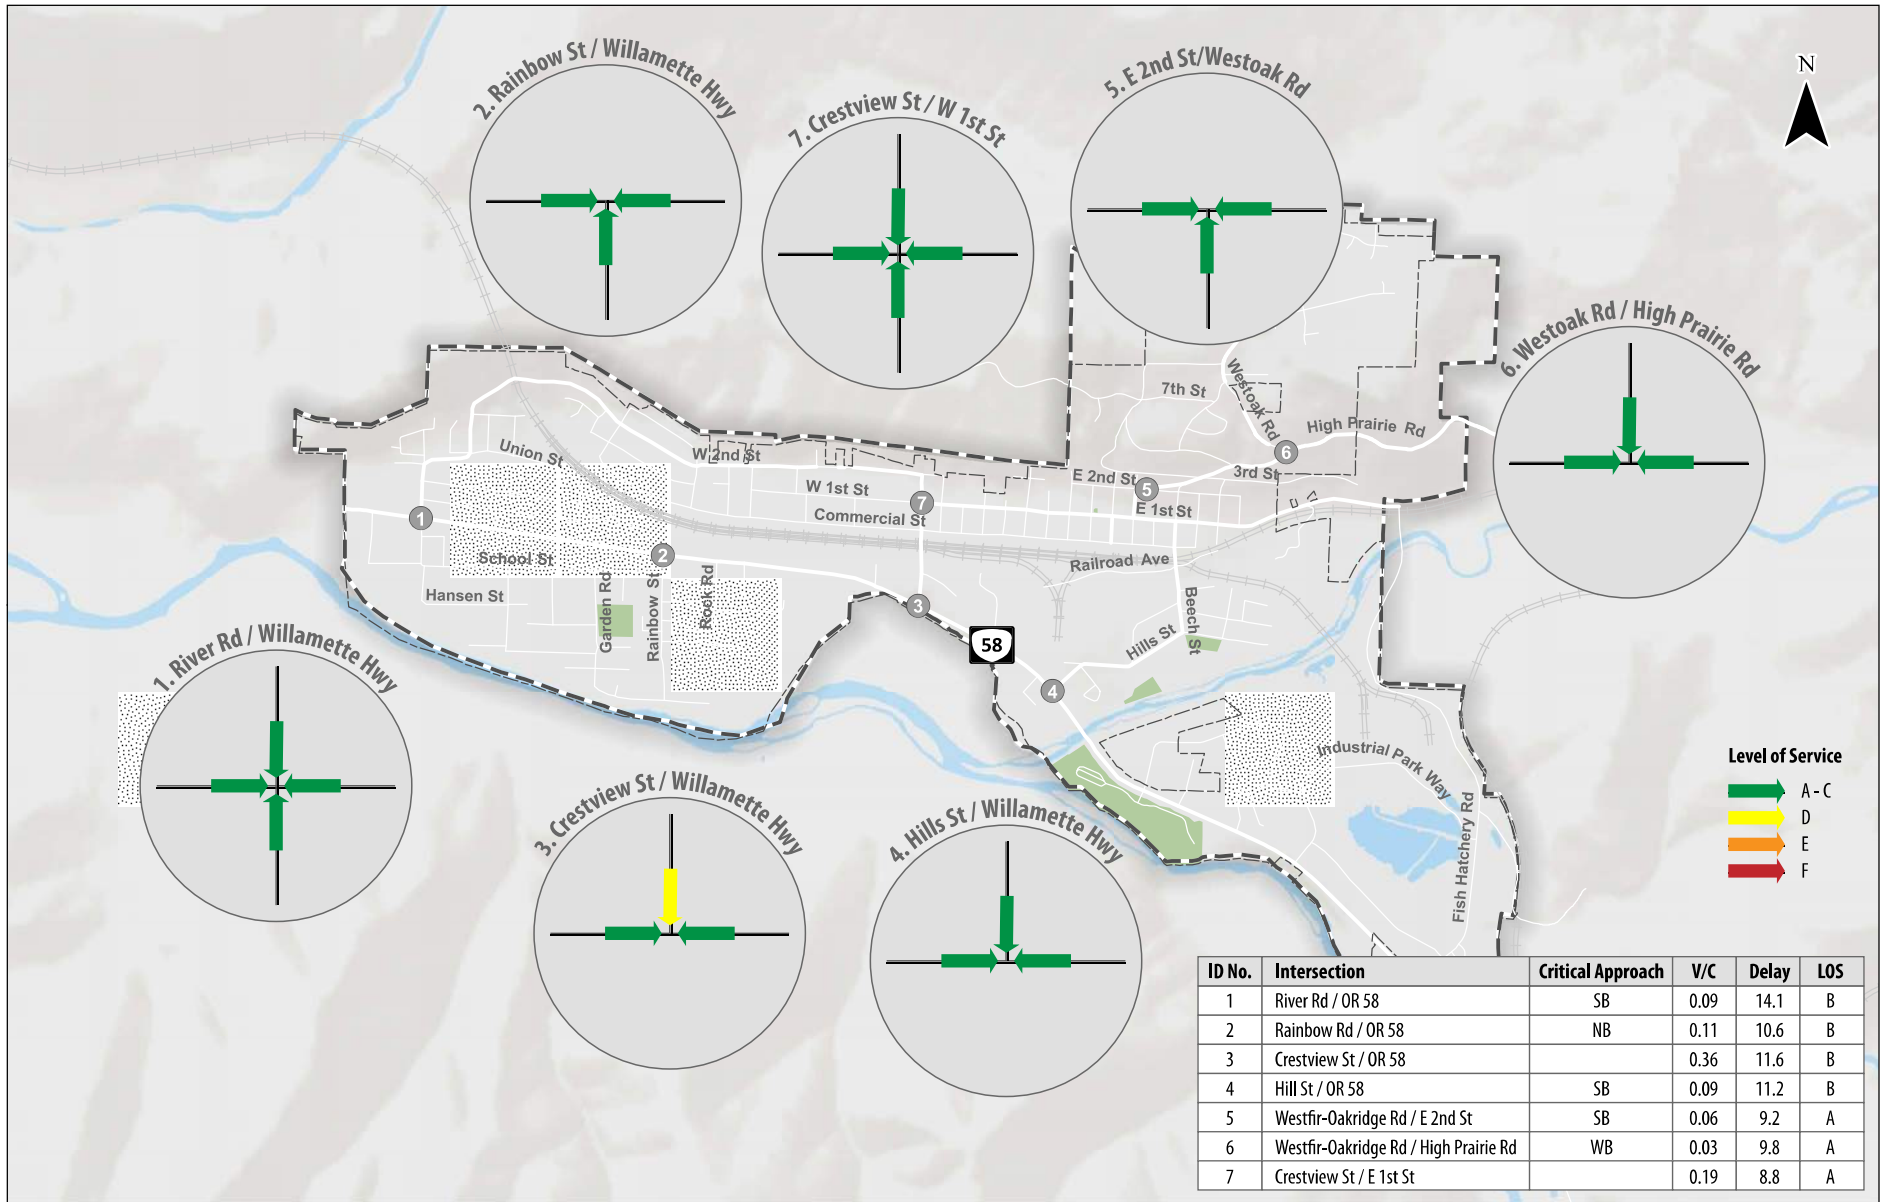 2. Rainbow St / Willamette Hwy
7. Crestview St / W 1st St
5. E 2nd St/Westoak Rd
N
6. Westoak Rd / High Prairie Rd
7th St
Westoak Rd
High Prairie Rd
6
Union St
W 2nd St
3rd St
E 2nd St
5
W 1st St
7
E 1st St
1
Commercial St
2
School St
Railroad Ave
Hansen St
Garden Rd
Rainbow St
Rock Rd
3
Beech St
Hills St
58
4
1. River Rd / Willamette Hwy
Industrial Park Way
Fish Hatchery Rd
3. Crestview St / Willamette Hwy
4. Hills St / Willamette Hwy
Level of Service
A - C
D
E
F
ID No. Intersection Critical Approach V/C Delay LOS
1 River Rd / OR 58 SB 0.09 14.1 B
2 Rainbow Rd / OR 58 NB 0.11 10.6 B
3 Crestview St / OR 58 0.36 11.6 B
4 Hill St / OR 58 SB 0.09 11.2 B
5 Westfir-Oakridge Rd / E 2nd St SB 0.06 9.2 A
6 Westfir-Oakridge Rd / High Prairie Rd WB 0.03 9.8 A
7 Crestview St / E 1st St 0.19 8.8 A